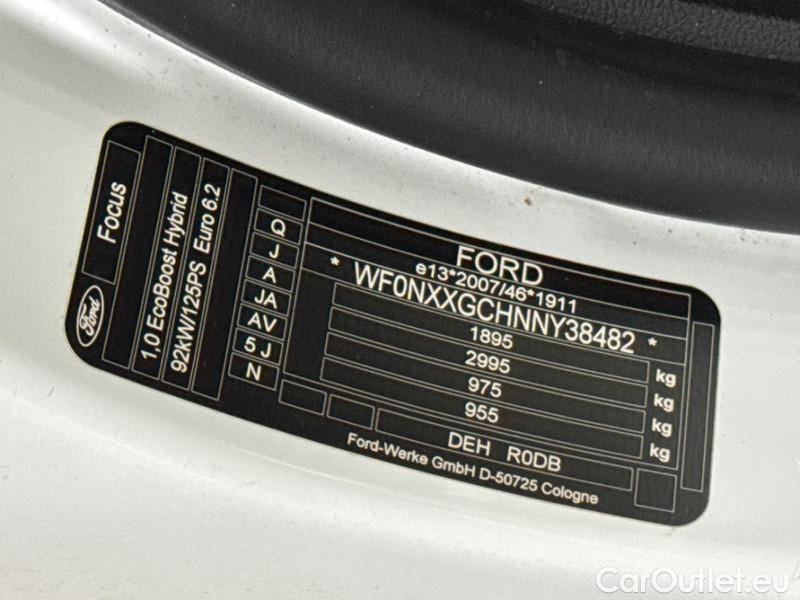 Ford
Focus
1,0 EcoBoost Hybrid
92kW/125PS Euro 6.2
Q
J
A
JA
AV
5 J
N
FORD
e13*2007/46*1911
* WF0NXXGCHNNY38482 *
1895 kg
2995 kg
975 kg
955 kg
DEH R0DB
Ford-Werke GmbH D-50725 Cologne
CarOutlet.eu